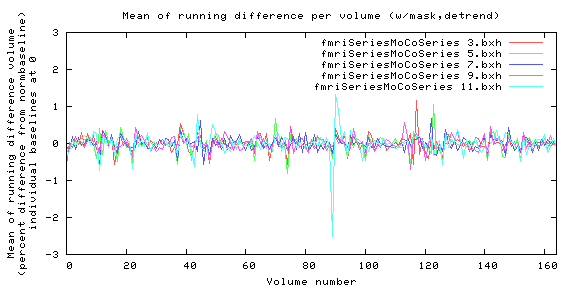 Mean of running difference per volume (w/mask,detrend)
Mean of running difference volume
(percent difference from normbaseline)
individual baselines at 0
3
2
1
0
-1
-2
-3
fmriSeriesMoCoSeries 3.bxh
fmriSeriesMoCoSeries 5.bxh
fmriSeriesMoCoSeries 7.bxh
fmriSeriesMoCoSeries 9.bxh
fmriSeriesMoCoSeries 11.bxh
0 20 40 60 80 100 120 140 160
Volume number